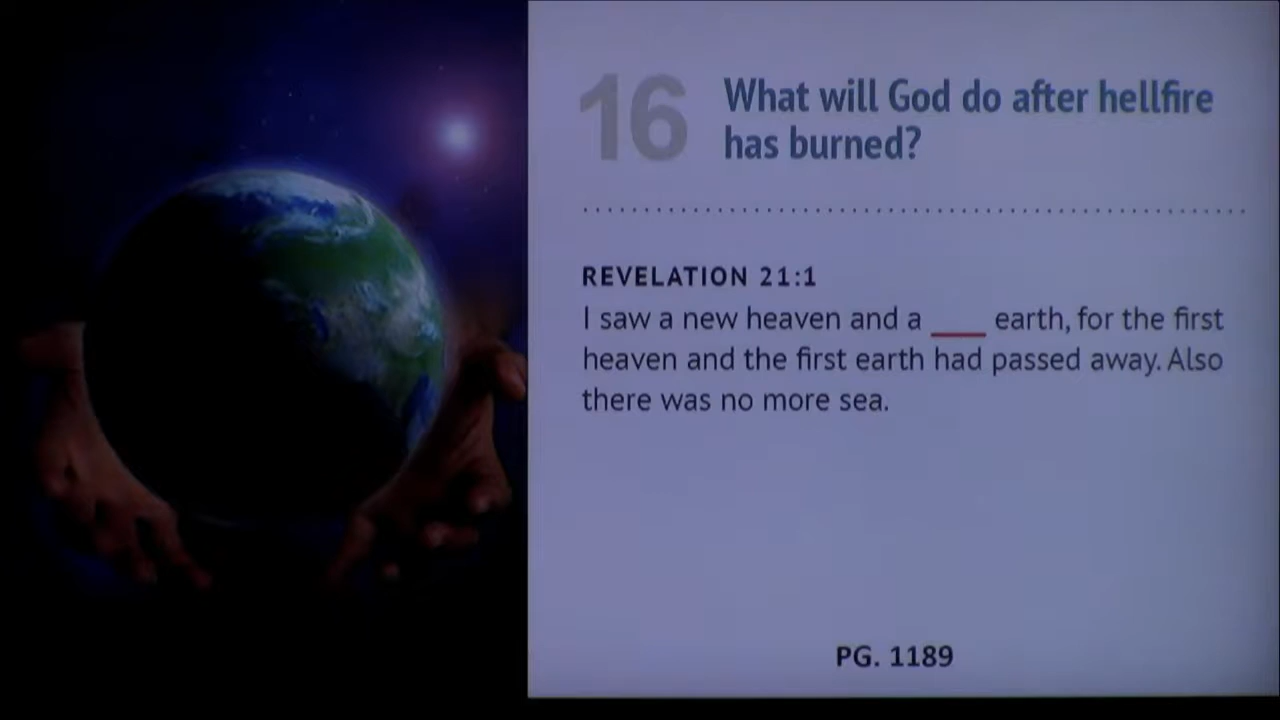 16 What will God do after hellfire
has burned?
REVELATION 21:1
I saw a new heaven and a ___ earth, for the first
heaven and the first earth had passed away. Also
there was no more sea.
PG. 1189